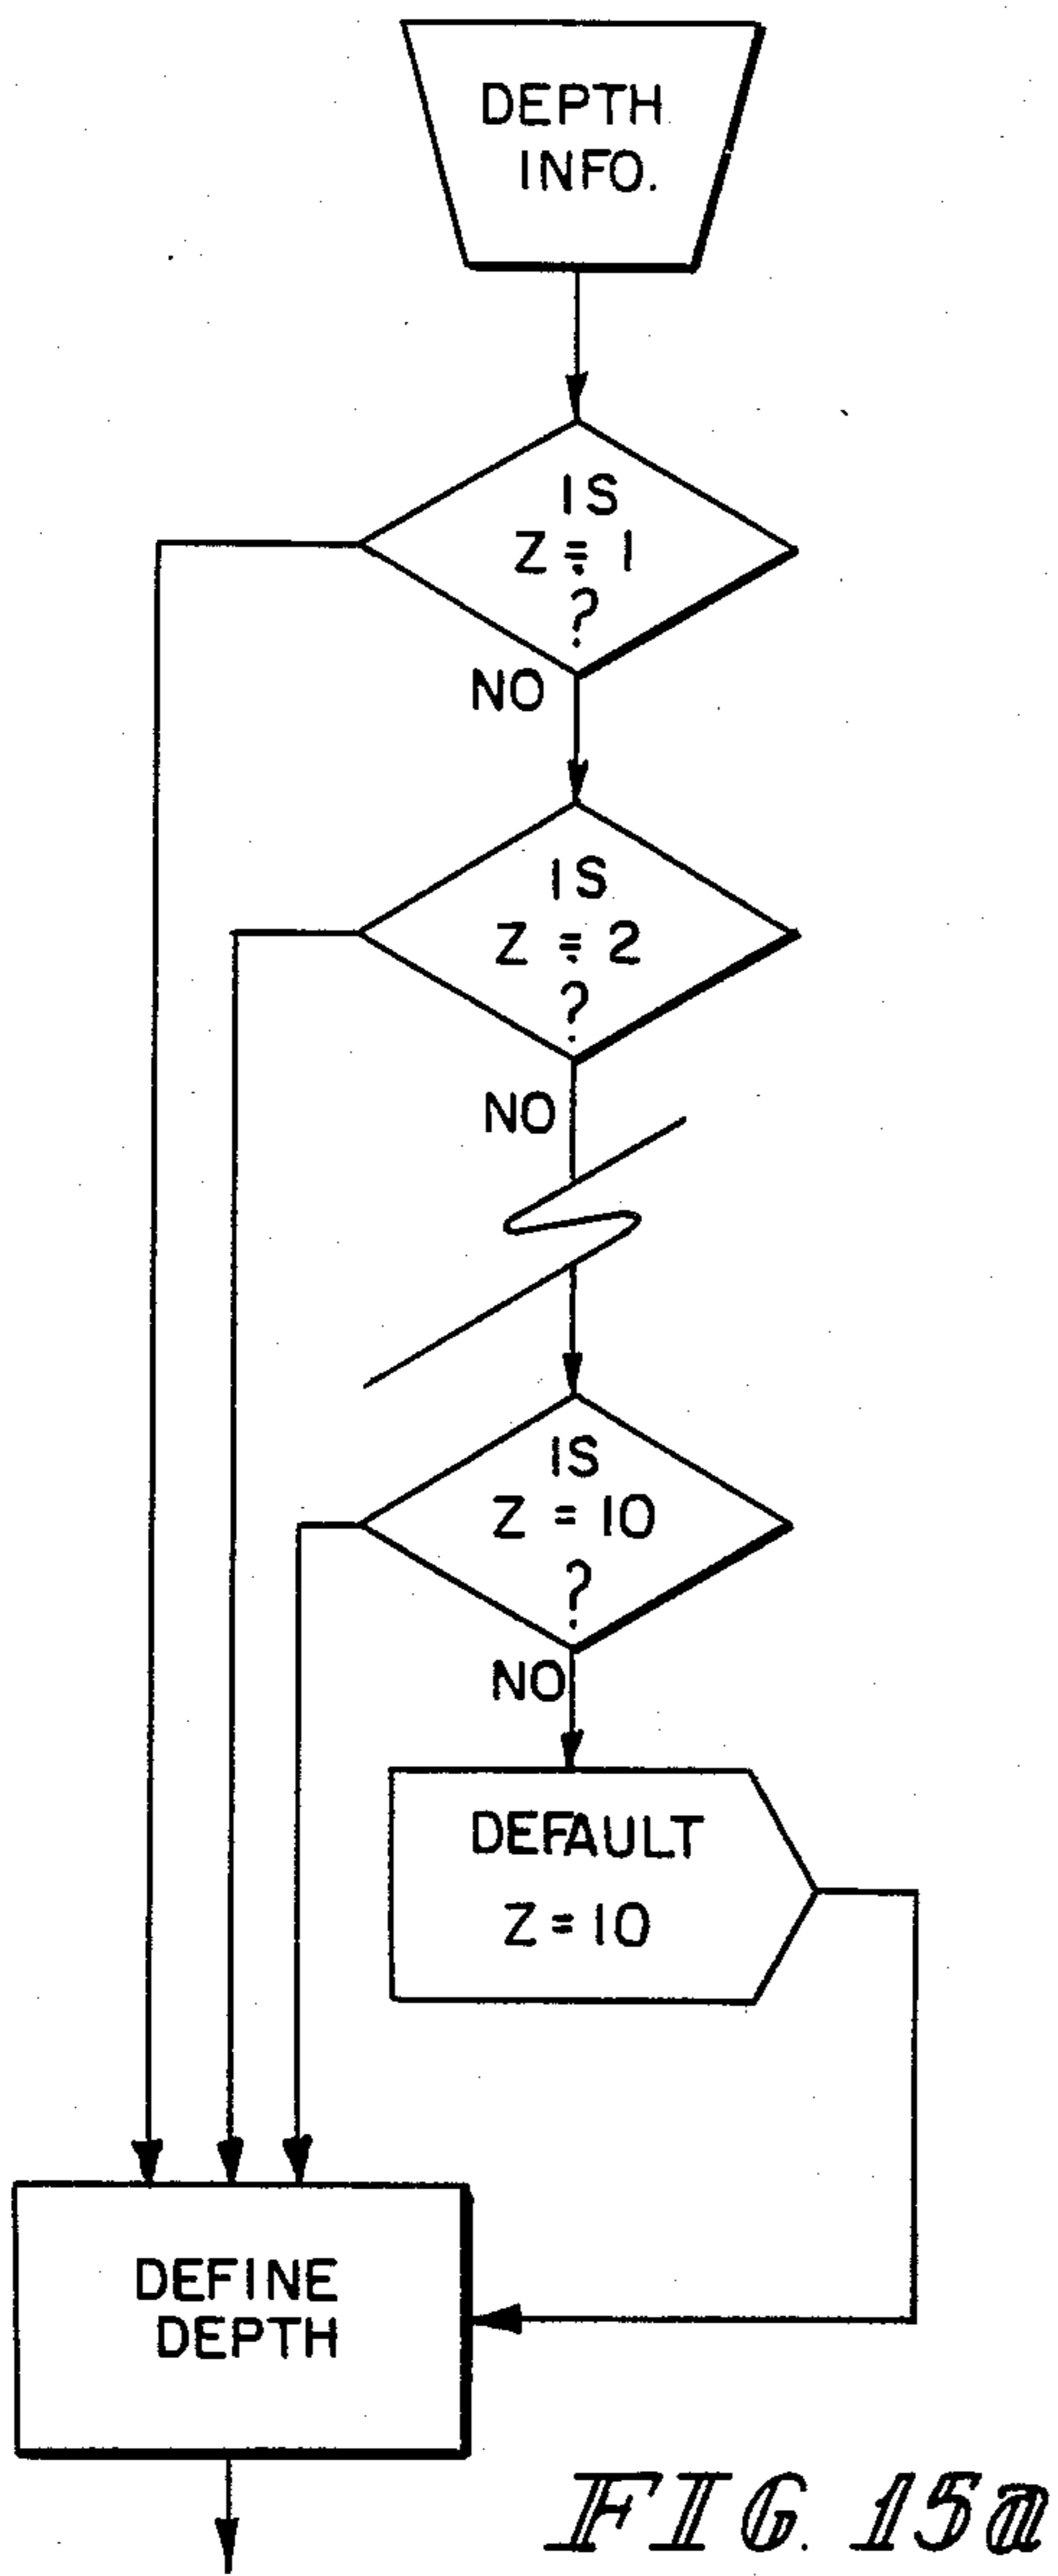 DEPTH
INFO.
IS
Z = 1
?
NO
IS
Z = 2
?
NO
IS
Z = 10
?
NO
DEFAULT
Z = 10
DEFINE
DEPTH
FIG. 15a